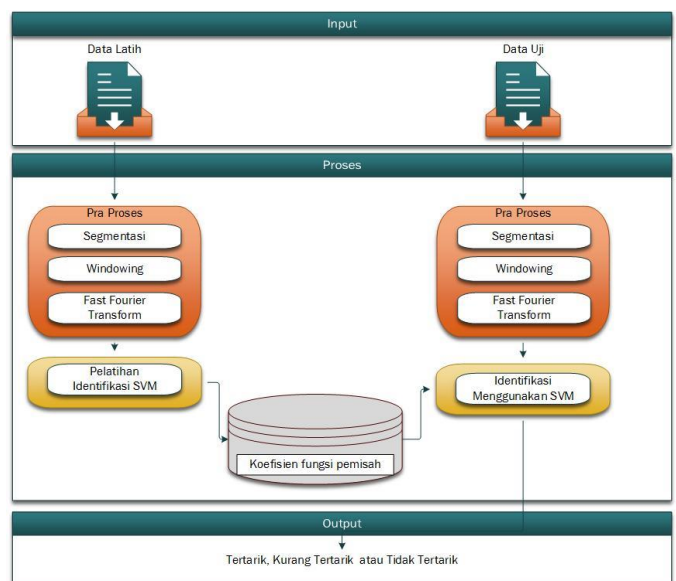 Input
Data Latih
Data Uji
Proses
Pra Proses
Segmentasi
Windowing
Fast Fourier
Transform
Pelatihan
Identifikasi SVM
Pra Proses
Segmentasi
Windowing
Fast Fourier
Transform
Identifikasi
Menggunakan SVM
Koefisien fungsi pemisah
Output
Tertarik, Kurang Tertarik atau Tidak Tertarik